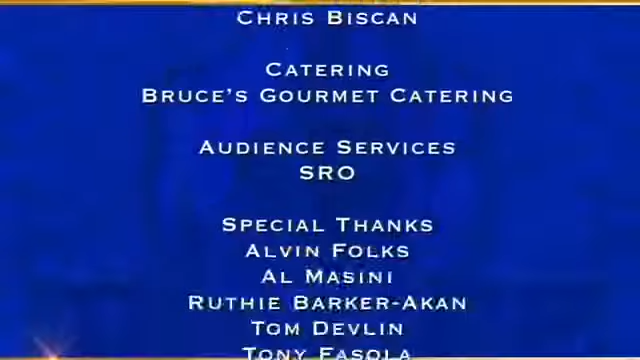 CHRIS BISCAN
CATERING
BRUCE'S GOURMET CATERING
AUDIENCE SERVICES
SRO
SPECIAL THANKS
ALVIN FOLKS
AL MASINI
RUTHIE BARKER-AKAN
TOM DEVLIN
TONY FASOLA